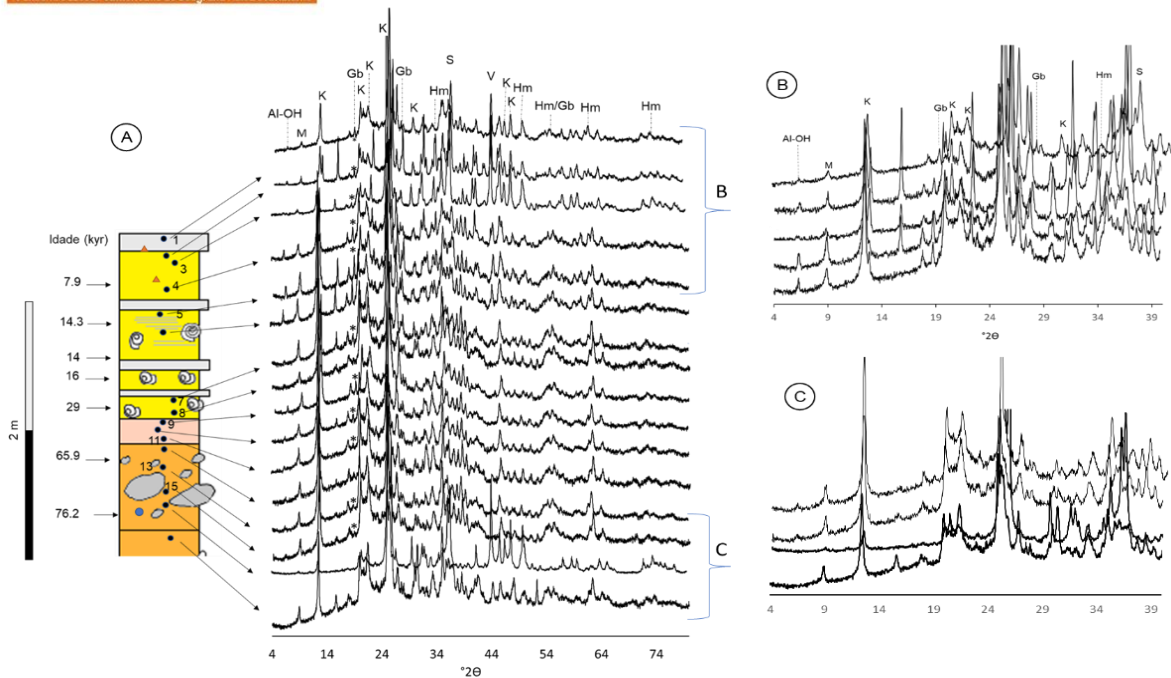 A
Idade (kyr)
7.9
14.3
14
16
29
65.9
76.2
2 m
1
3
4
5
7
8
9
11
13
15
Al-OH
M
K
Gb
K
K
K
Gb
K
Hm
S
V
K
K
Hm
Hm/Gb
Hm
Hm
*
*
*
*
*
*
*
*
B
C
4
14
24
34
44
54
64
74
°2Θ
B
Al-OH
M
K
Gb
K
K
Gb
K
Hm
S
4
9
14
19
24
29
34
39
°2Θ
C
4
9
14
19
24
29
34
39